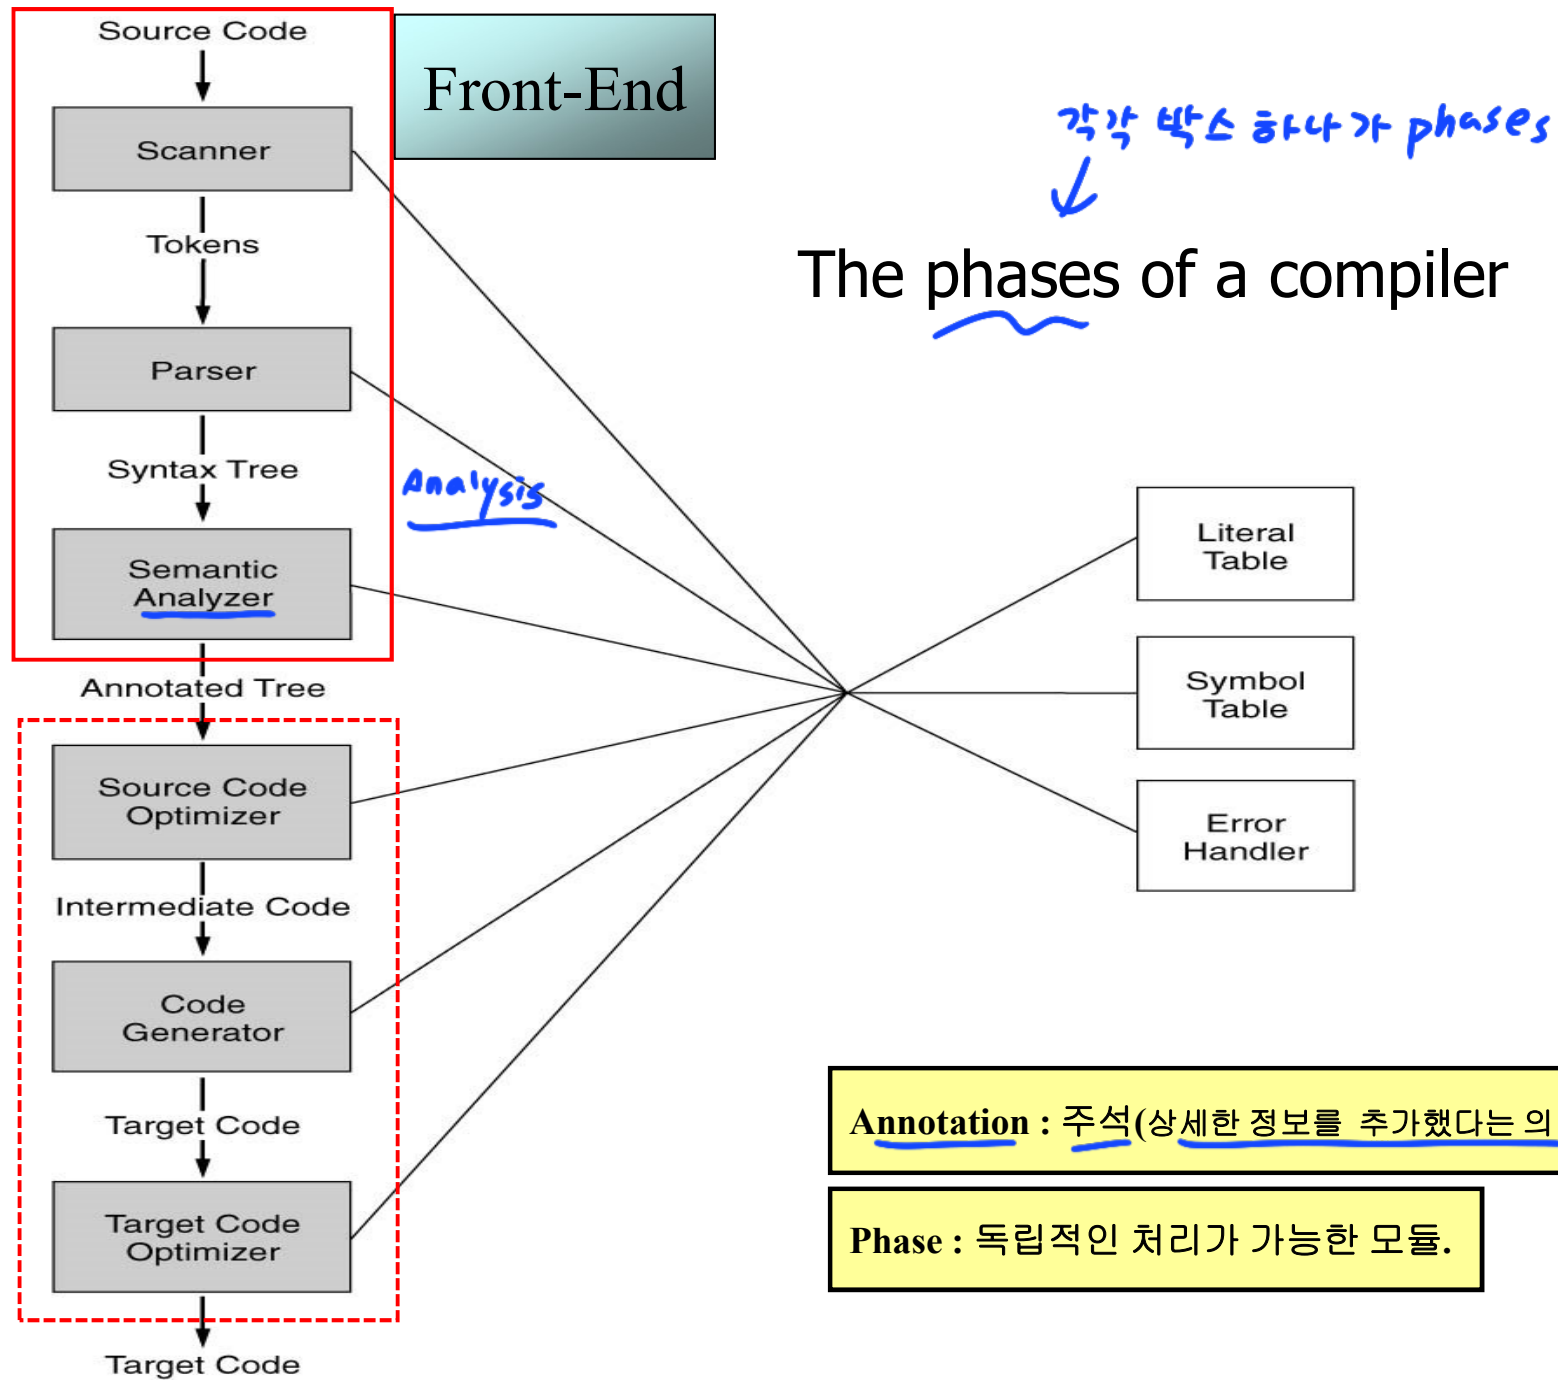 Source Code
Front-End
Scanner
각각 박스 하나가 phases
Tokens
The phases of a compiler
Parser
Syntax Tree
Analysis
Semantic
Analyzer
Literal
Table
Annotated Tree
Symbol
Table
Source Code
Optimizer
Error
Handler
Intermediate Code
Code
Generator
Target Code
Annotation : 주석(상세한 정보를 추가했다는 의
Target Code
Optimizer
Phase : 독립적인 처리가 가능한 모듈.
Target Code